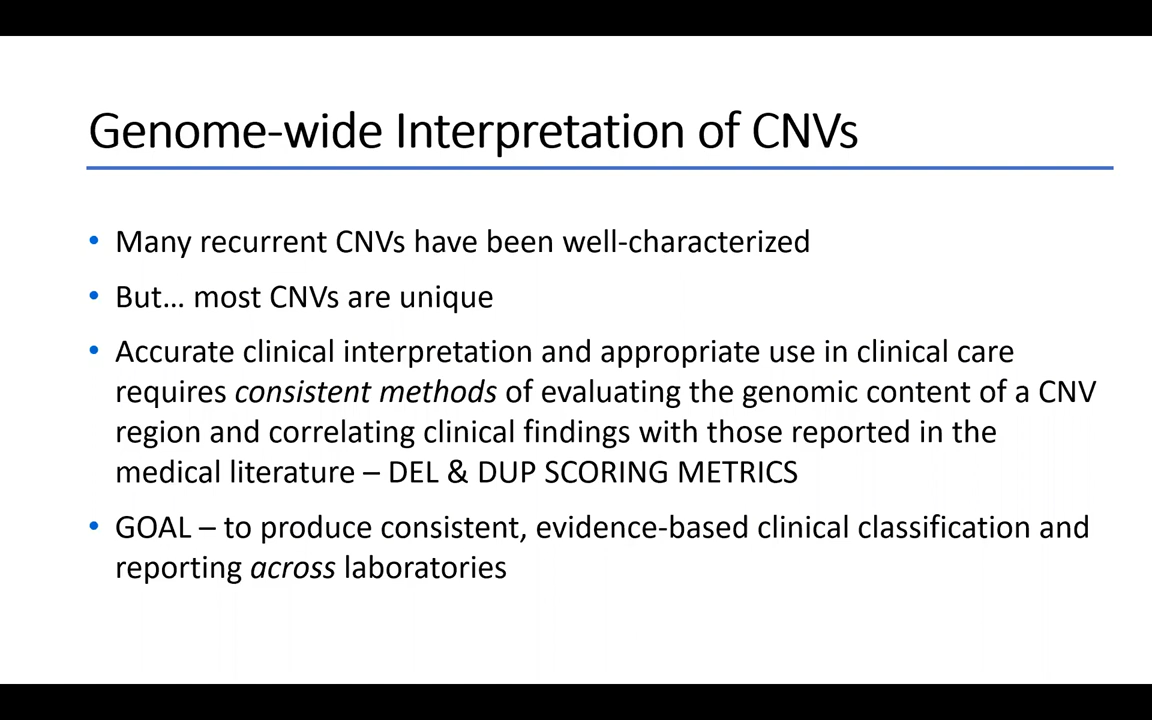 Genome-wide Interpretation of CNVs
• Many recurrent CNVs have been well-characterized
• But... most CNVs are unique
• Accurate clinical interpretation and appropriate use in clinical care
requires consistent methods of evaluating the genomic content of a CNV
region and correlating clinical findings with those reported in the
medical literature – DEL & DUP SCORING METRICS
• GOAL – to produce consistent, evidence-based clinical classification and
reporting across laboratories